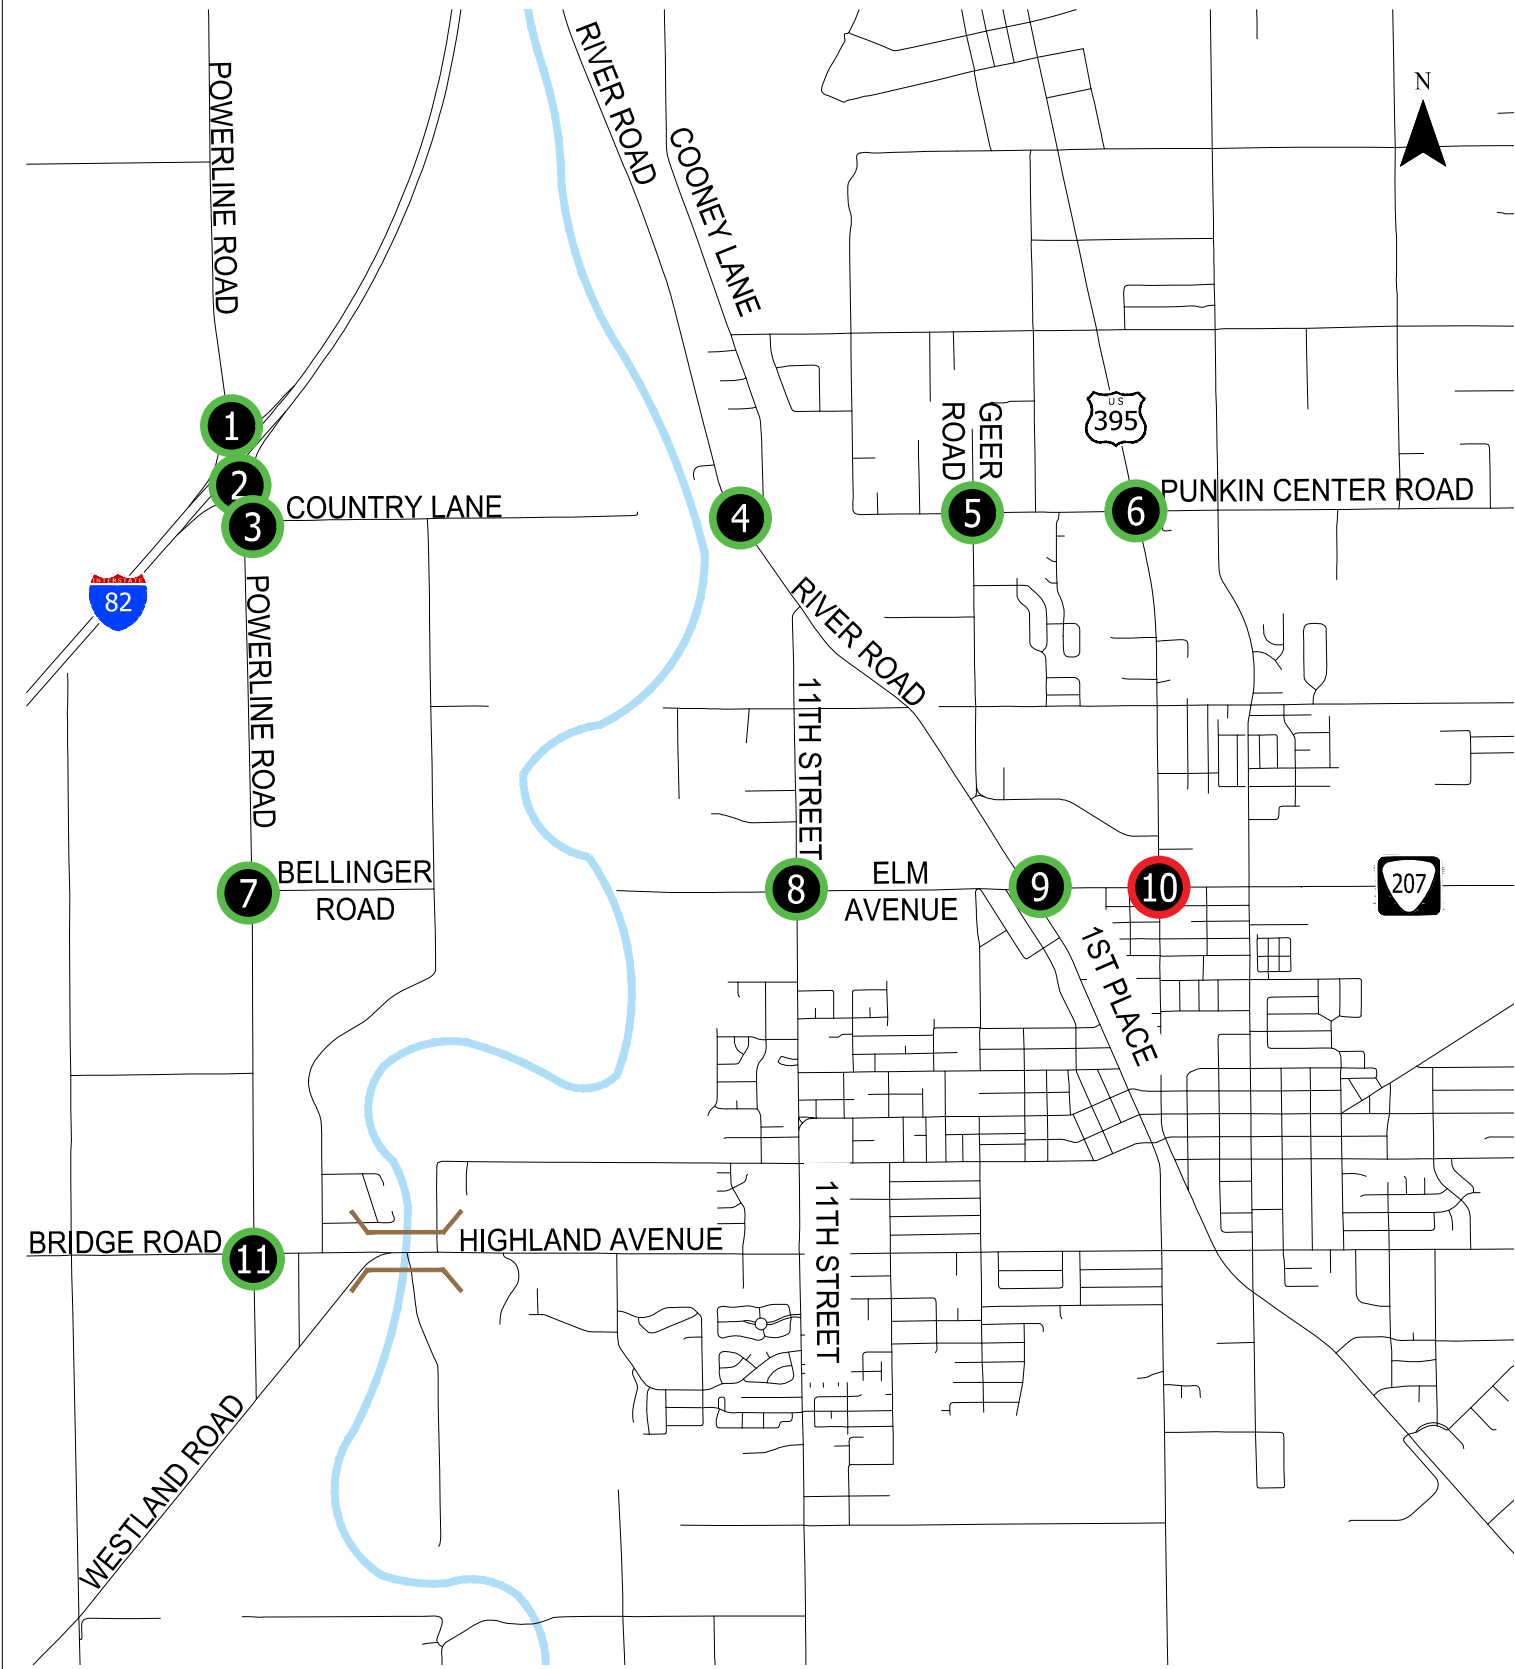 N
POWERLINE ROAD
RIVER ROAD
COONEY LANE
US
395
GEER
ROAD
1
2
3
COUNTRY LANE
4
5
6
PUNKIN CENTER ROAD
INTERSTATE
82
POWERLINE ROAD
RIVER ROAD
11TH STREET
7
BELLINGER
ROAD
8
ELM
AVENUE
9
10
207
1ST PLACE
11TH STREET
BRIDGE ROAD
11
HIGHLAND AVENUE
WESTLAND ROAD